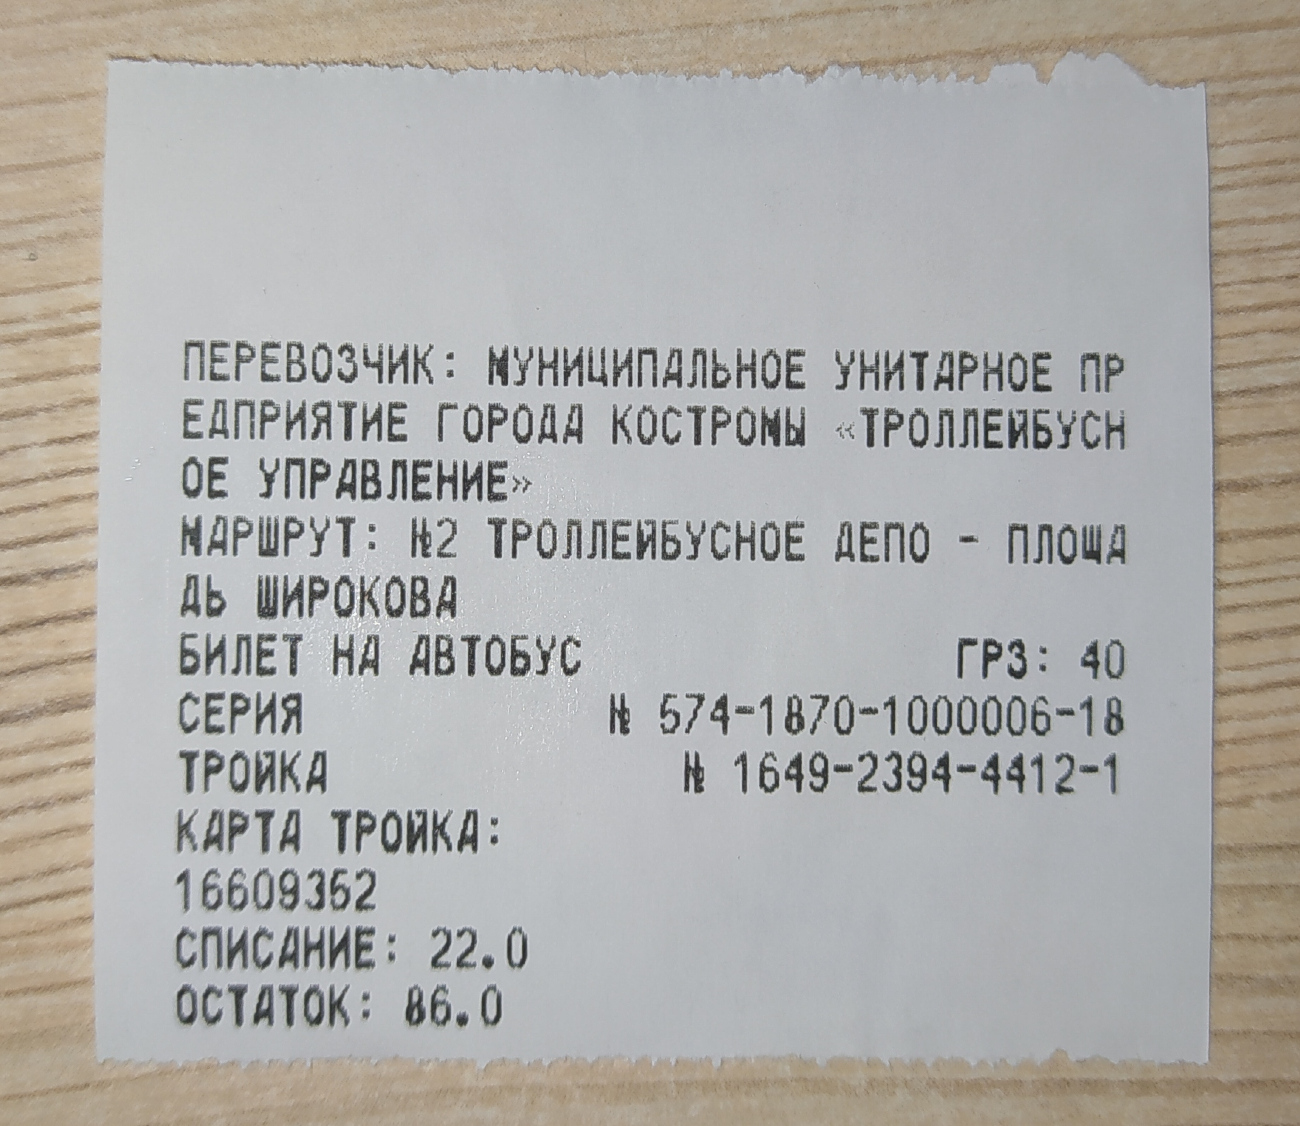 ПЕРЕВОЗЧИК: МУНИЦИПАЛЬНОЕ УНИТАРНОЕ ПР
ЕДПРИЯТИЕ ГОРОДА КОСТРОМЫ «ТРОЛЛЕЙБУСН
ОЕ УПРАВЛЕНИЕ»
МАРШРУТ: №2 ТРОЛЛЕЙБУСНОЕ ДЕПО - ПЛОЩА
ДЬ ШИРОКОВА
БИЛЕТ НА АВТОБУС ГРЗ: 40
СЕРИЯ № 574-1870-1000006-18
ТРОЙКА № 1649-2394-4412-1
КАРТА ТРОЙКА:
16609352
СПИСАНИЕ: 22.0
ОСТАТОК: 86.0